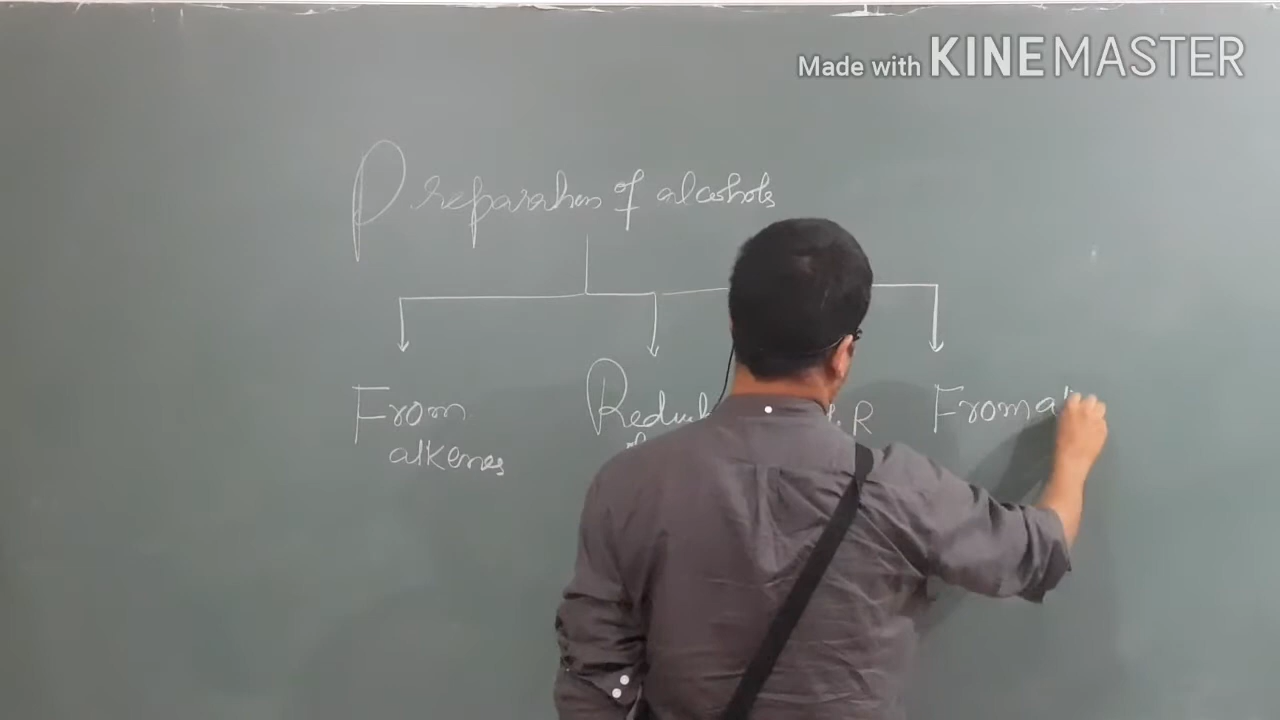 Made with KINEMASTER
Preparation of alcohols
From
alkenes
R
From